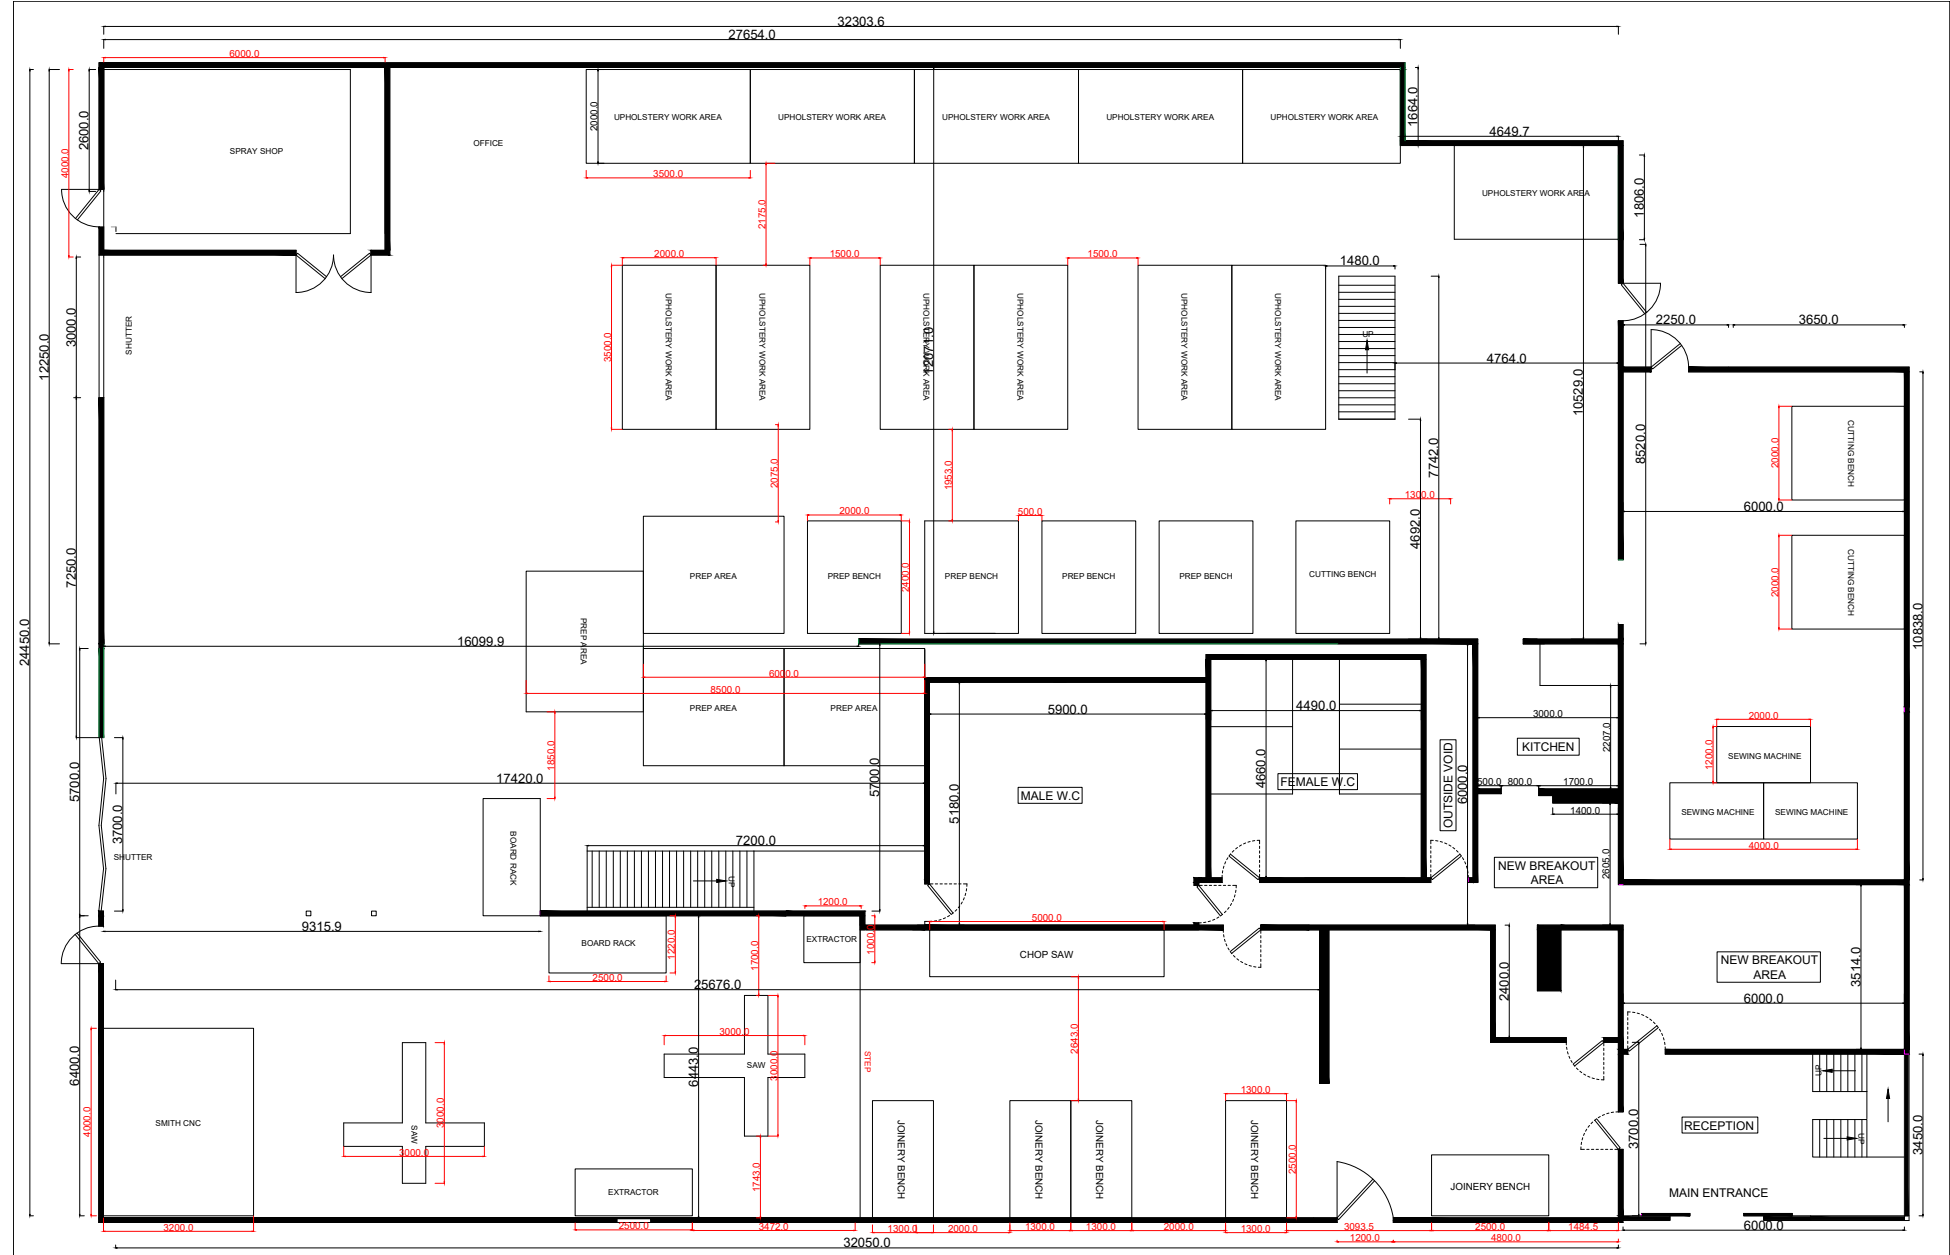 32303.6
27654.0
6000.0
2600.0
4000.0
SPRAY SHOP
OFFICE
2000.0
UPHOLSTERY WORK AREA
UPHOLSTERY WORK AREA
UPHOLSTERY WORK AREA
UPHOLSTERY WORK AREA
UPHOLSTERY WORK AREA
1664.0
4649.7
3500.0
2175.0
UPHOLSTERY WORK AREA
1806.0
2000.0
1500.0
1500.0
1480.0
12250.0
3000.0
SHUTTER
3500.0
UPHOLSTERY WORK AREA
UPHOLSTERY WORK AREA
UPHOLSTERY WORK AREA
12071.0
UPHOLSTERY WORK AREA
UPHOLSTERY WORK AREA
UPHOLSTERY WORK AREA
UP
4764.0
10529.0
2250.0
3650.0
8520.0
7742.0
2000.0
CUTTING BENCH
2075.0
1953.0
1300.0
4692.0
6000.0
7250.0
24450.0
PREP AREA
2000.0
PREP BENCH
2400.0
500.0
PREP BENCH
PREP BENCH
PREP BENCH
CUTTING BENCH
2000.0
CUTTING BENCH
10838.0
16099.9
PREP AREA
6000.0
8500.0
PREP AREA
PREP AREA
5900.0
4490.0
3000.0
2207.0
KITCHEN
2000.0
1200.0
SEWING MACHINE
SEWING MACHINE
SEWING MACHINE
4000.0
1850.0
17420.0
5700.0
5700.0
3700.0
SHUTTER
MALE W.C
5180.0
4660.0
FEMALE W.C
OUTSIDE VOID
6000.0
500.0
800.0
1700.0
1400.0
7200.0
BOARD RACK
UP
NEW BREAKOUT
AREA
2605.0
1200.0
9315.9
BOARD RACK
1220.0
2500.0
1700.0
EXTRACTOR
1000.0
5000.0
CHOP SAW
25676.0
2400.0
NEW BREAKOUT
AREA
3514.0
6000.0
6400.0
4000.0
SMITH CNC
3000.0
SAW
3000.0
3000.0
6443.0
SAW
3000.0
STEP
2643.0
1743.0
EXTRACTOR
JOINERY BENCH
JOINERY BENCH
JOINERY BENCH
1300.0
JOINERY BENCH
2500.0
JOINERY BENCH
3700.0
RECEPTION
UP
UP
3450.0
MAIN ENTRANCE
3200.0
2500.0
3472.0
1300.0
2000.0
1300.0
1300.0
2000.0
1300.0
3093.5
2500.0
1484.5
6000.0
1200.0
4800.0
32050.0